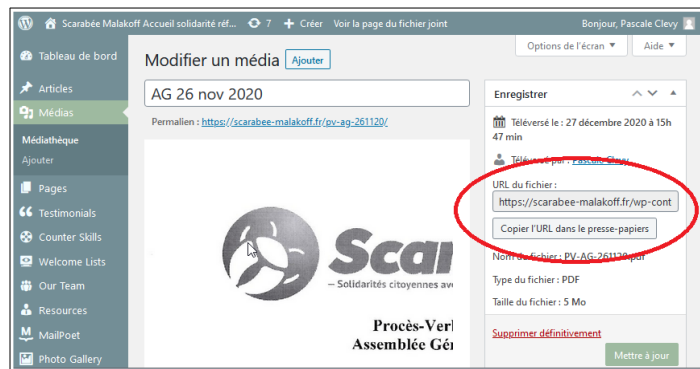 Scarabée Malakoff Accueil solidarité réf... 7 + Créer Voir la page du fichier joint Bonjour, Pascale Clevy
Options de l'écran ▼ Aide ▼
Tableau de bord
Articles
Médias
Médiathèque
Ajouter
Pages
Testimonials
Counter Skills
Welcome Lists
Our Team
Resources
MailPoet
Photo Gallery
Modifier un média Ajouter
AG 26 nov 2020
Permalien : https://scarabee-malakoff.fr/pv-ag-261120/
Scar
– Solidarités citoyennes ave
Procès-Ver
Assemblée Gé
Enregistrer
Téléversé le : 27 décembre 2020 à 15h
47 min
Téléversé par : Pascale Clevy
URL du fichier :
https://scarabee-malakoff.fr/wp-cont
Copier l'URL dans le presse-papiers
Nom du fichier : PV-AG-261120.pdf
Type du fichier : PDF
Taille du fichier : 5 Mo
Supprimer définitivement
Mettre à jour